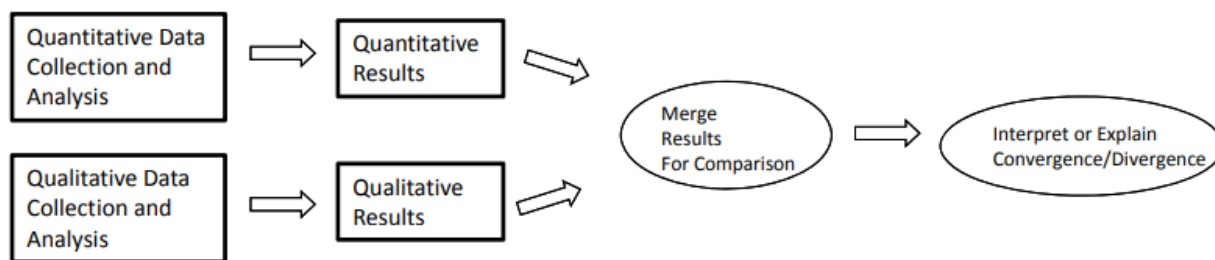 Quantitative Data
Collection and
Analysis
Quantitative
Results
Qualitative Data
Collection and
Analysis
Qualitative
Results
Merge
Results
For Comparison
Interpret or Explain
Convergence/Divergence